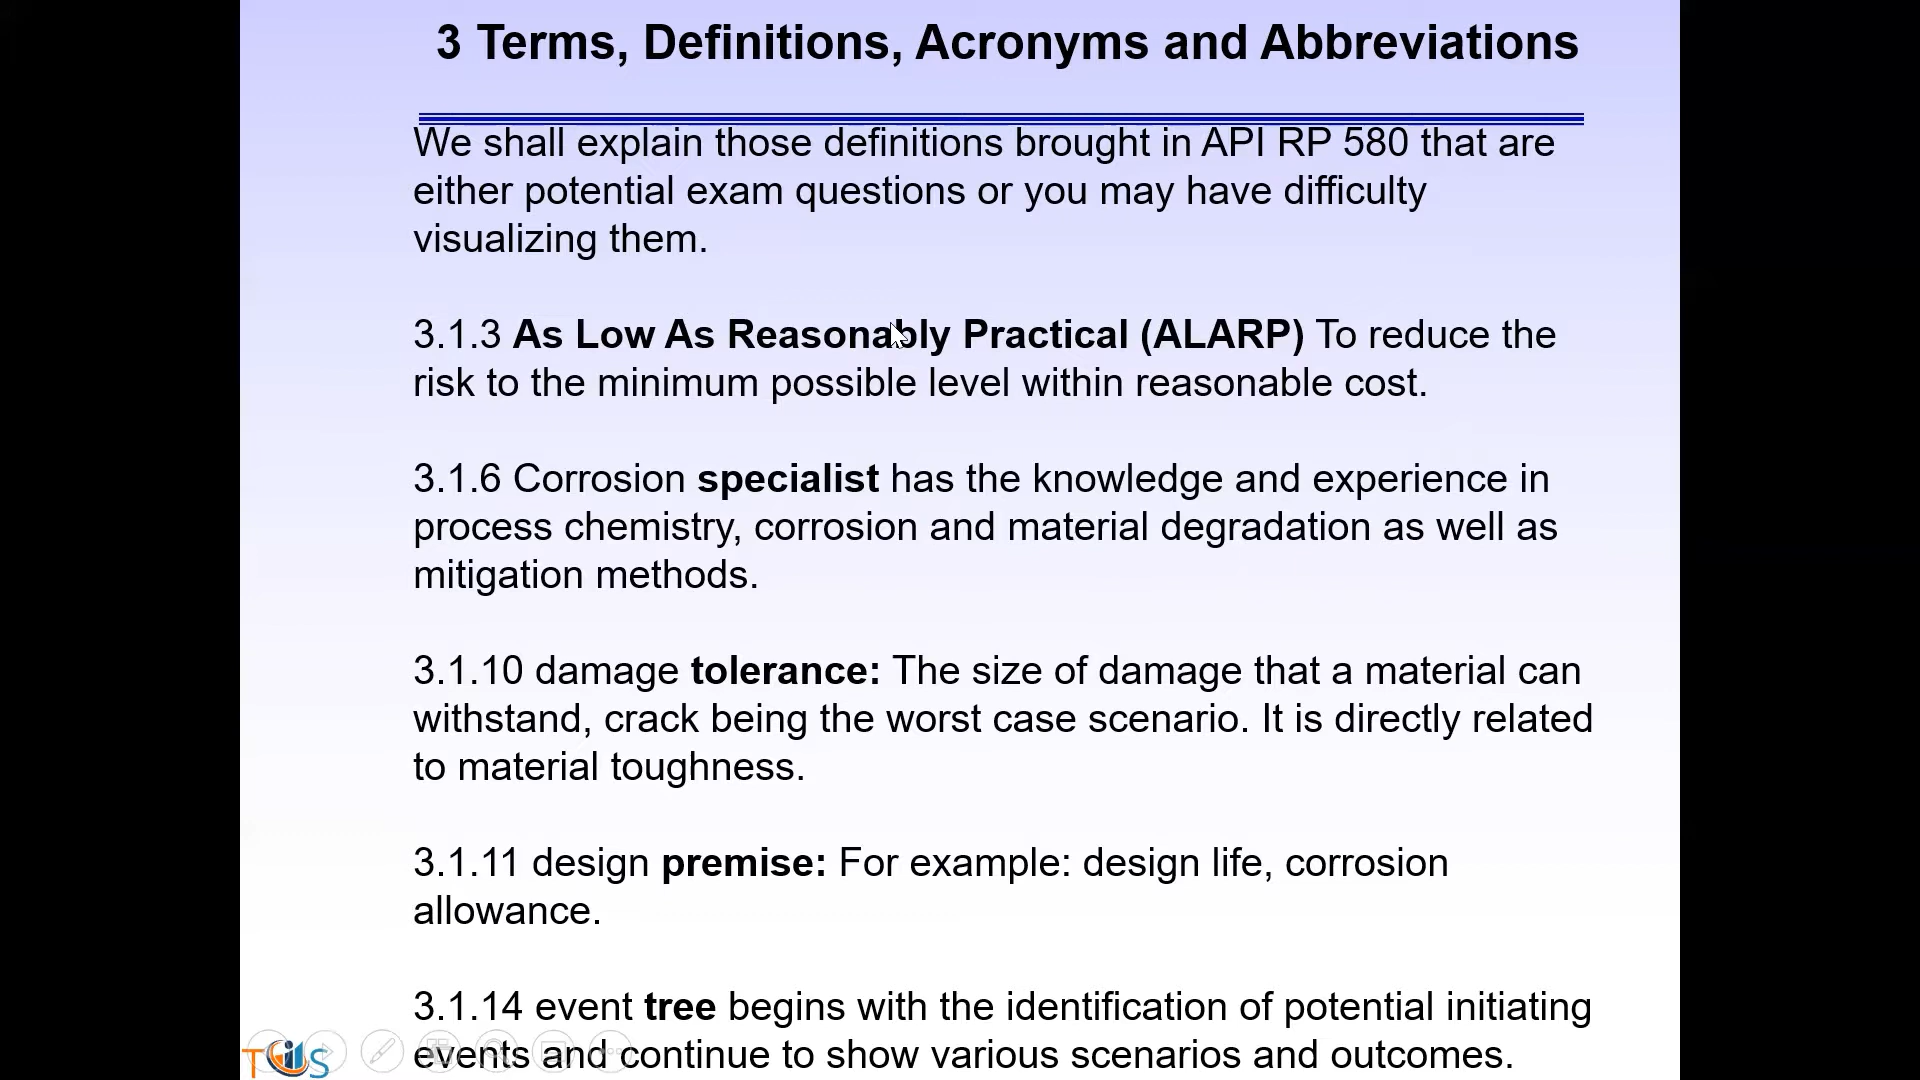 3 Terms, Definitions, Acronyms and Abbreviations
We shall explain those definitions brought in API RP 580 that are
either potential exam questions or you may have difficulty
visualizing them.
3.1.3 As Low As Reasonably Practical (ALARP) To reduce the
risk to the minimum possible level within reasonable cost.
3.1.6 Corrosion specialist has the knowledge and experience in
process chemistry, corrosion and material degradation as well as
mitigation methods.
3.1.10 damage tolerance: The size of damage that a material can
withstand, crack being the worst case scenario. It is directly related
to material toughness.
3.1.11 design premise: For example: design life, corrosion
allowance.
3.1.14 event tree begins with the identification of potential initiating
events and continue to show various scenarios and outcomes.